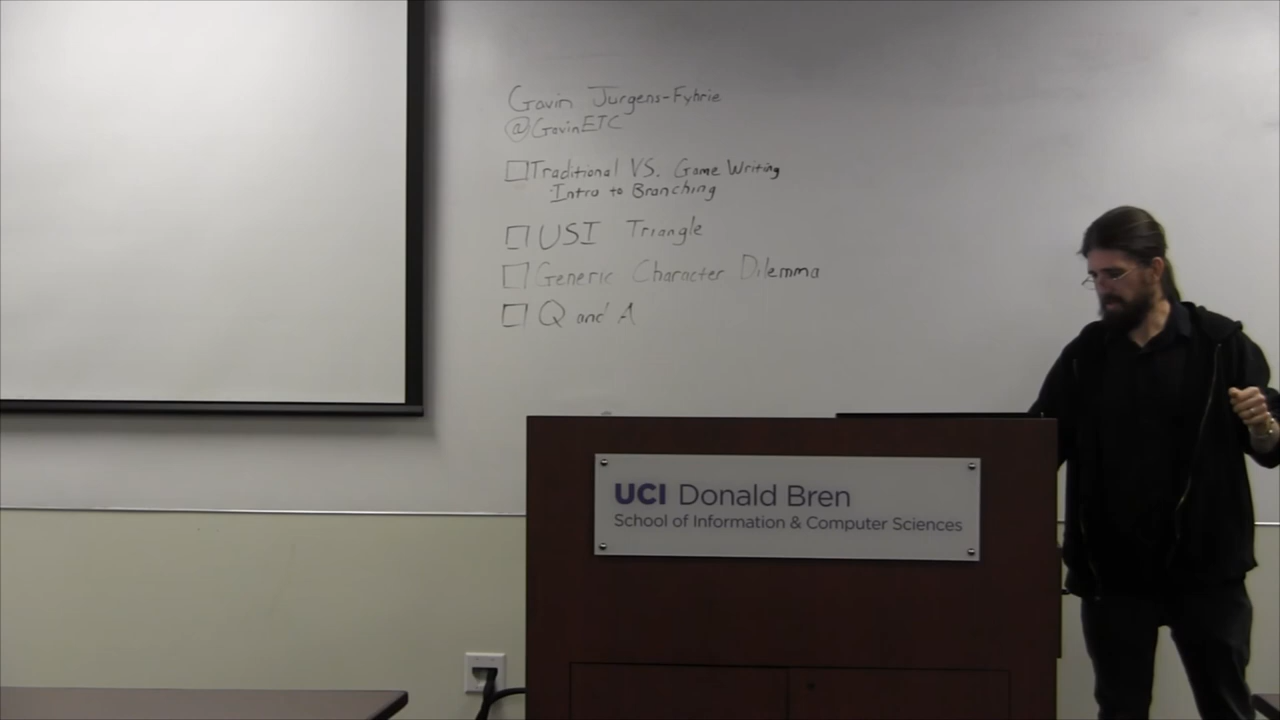 Gavin Jurgens-Fyhrie
@GavinETC
Traditional VS. Game Writing
Intro to Branching
USI Triangle
Generic Character Dilemma
Q and A
UCI Donald Bren
School of Information & Computer Sciences